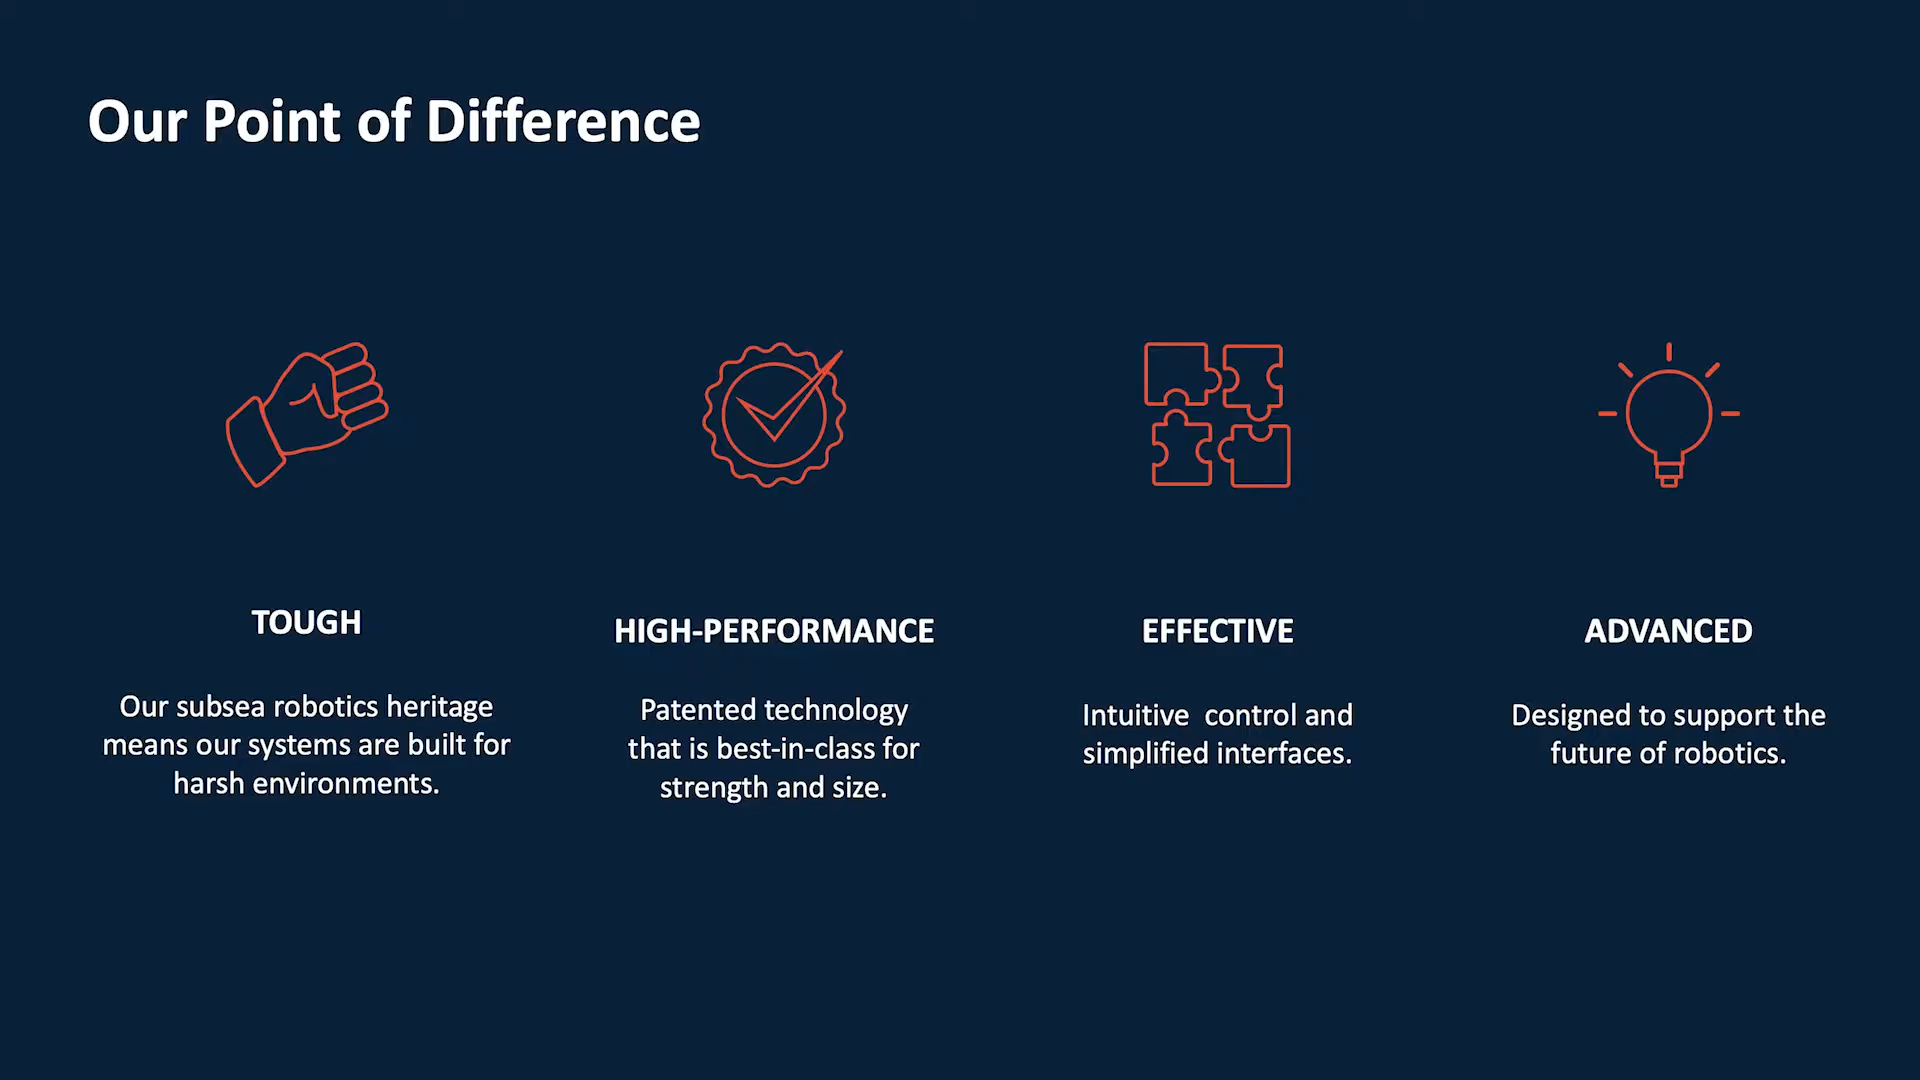 Our Point of Difference
TOUGH
Our subsea robotics heritage
means our systems are built for
harsh environments.
HIGH-PERFORMANCE
Patented technology
that is best-in-class for
strength and size.
EFFECTIVE
Intuitive  control and
simplified interfaces.
ADVANCED
Designed to support the
future of robotics.